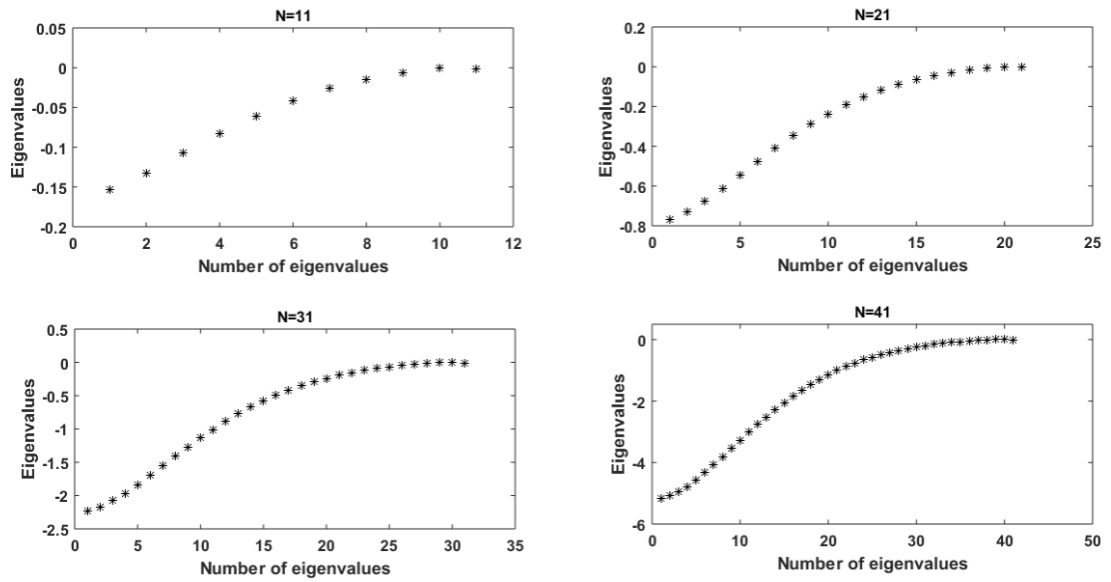 N=11
0.05
0
-0.05
-0.1
-0.15
-0.2
Eigenvalues
0 2 4 6 8 10 12
Number of eigenvalues
N=21
0.2
0
-0.2
-0.4
-0.6
-0.8
Eigenvalues
0 5 10 15 20 25
Number of eigenvalues
N=31
0.5
0
-0.5
-1
-1.5
-2
-2.5
Eigenvalues
0 5 10 15 20 25 30 35
Number of eigenvalues
N=41
0
-2
-4
-6
Eigenvalues
0 10 20 30 40 50
Number of eigenvalues